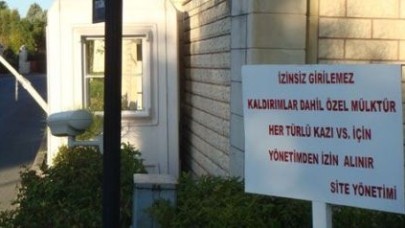 İZİNSİZ GİRİLEMEZ
KALDIRIMLAR DAHİL ÖZEL MÜLKTÜR
HER TÜRLÜ KAZI VS. İÇİN
YÖNETİMDEN İZİN ALINIR
SİTE YÖNETİMİ